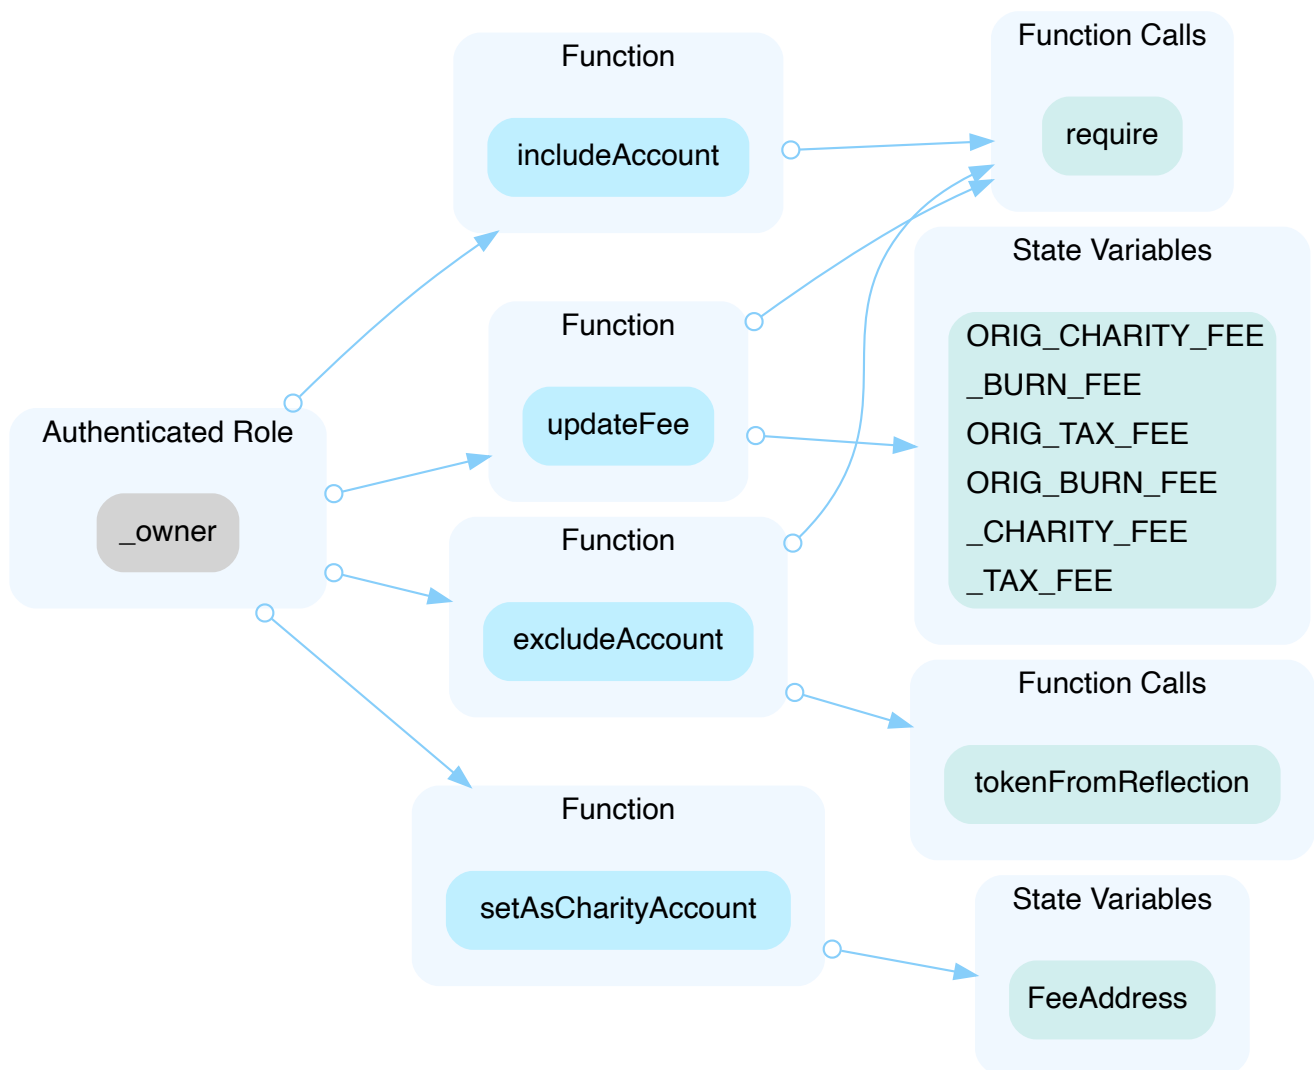 Authenticated Role
_owner
Function
includeAccount
Function
updateFee
Function
excludeAccount
Function
setAsCharityAccount
Function Calls
require
State Variables
ORIG_CHARITY_FEE
_BURN_FEE
ORIG_TAX_FEE
ORIG_BURN_FEE
_CHARITY_FEE
_TAX_FEE
Function Calls
tokenFromReflection
State Variables
FeeAddress